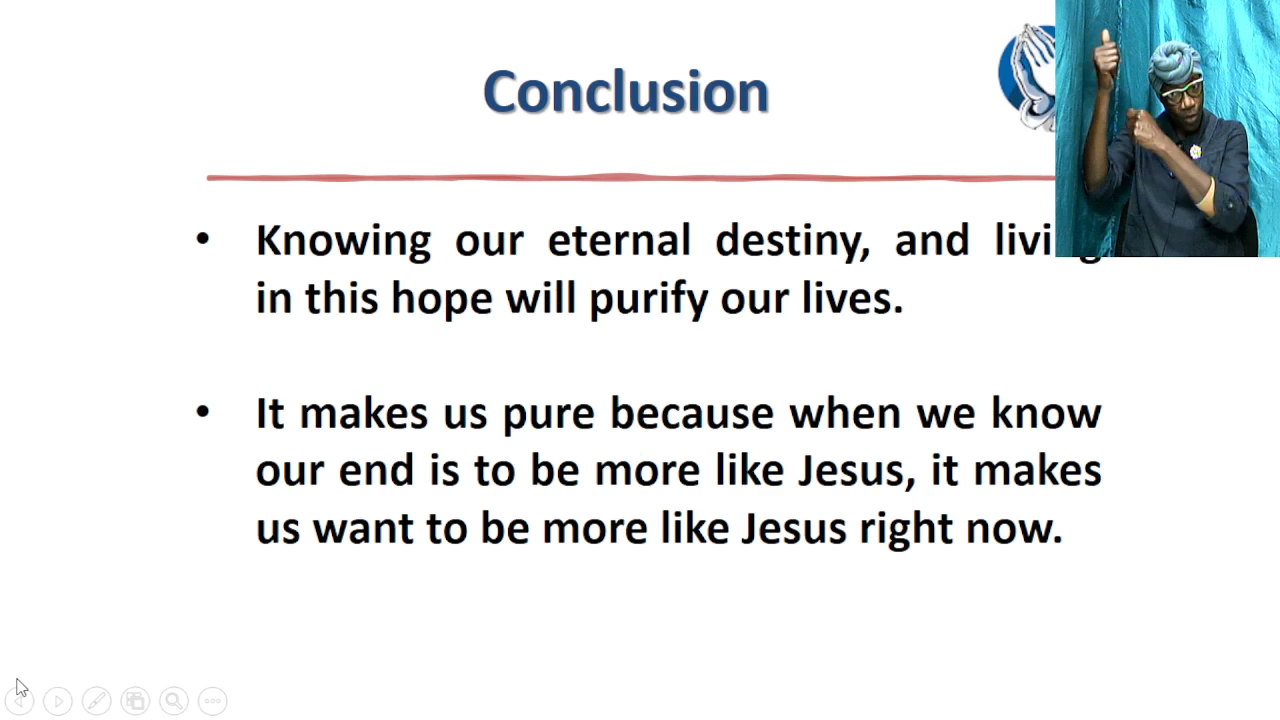 Conclusion
• Knowing our eternal destiny, and living
in this hope will purify our lives.
• It makes us pure because when we know
our end is to be more like Jesus, it makes
us want to be more like Jesus right now.